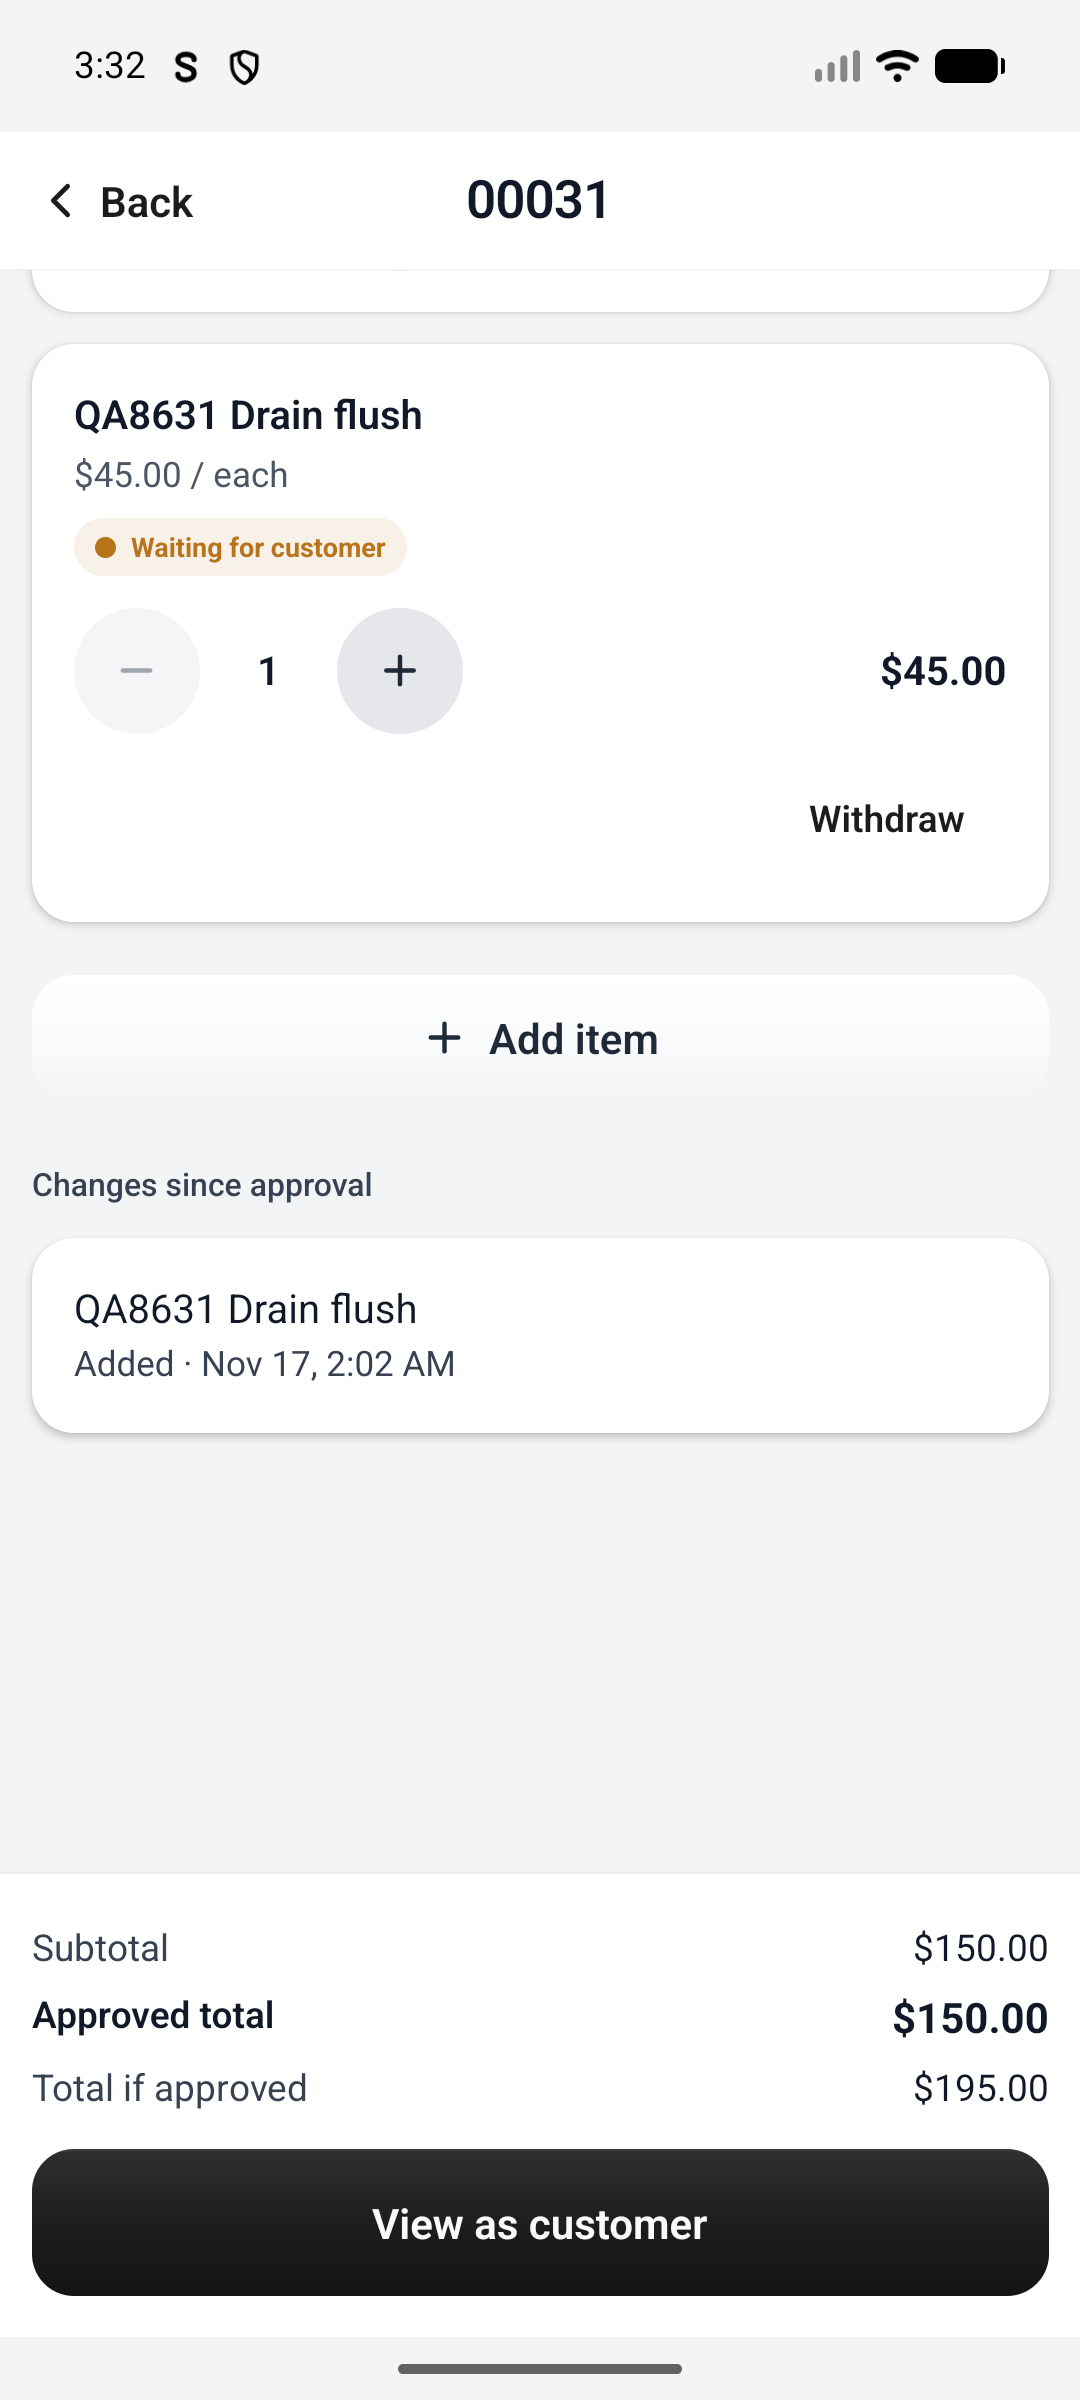 3:32 S
Back 00031
QA8631 Drain flush
$45.00 / each
Waiting for customer
1 $45.00
Withdraw
Add item
Changes since approval
QA8631 Drain flush
Added · Nov 17, 2:02 AM
Subtotal $150.00
Approved total $150.00
Total if approved $195.00
View as customer